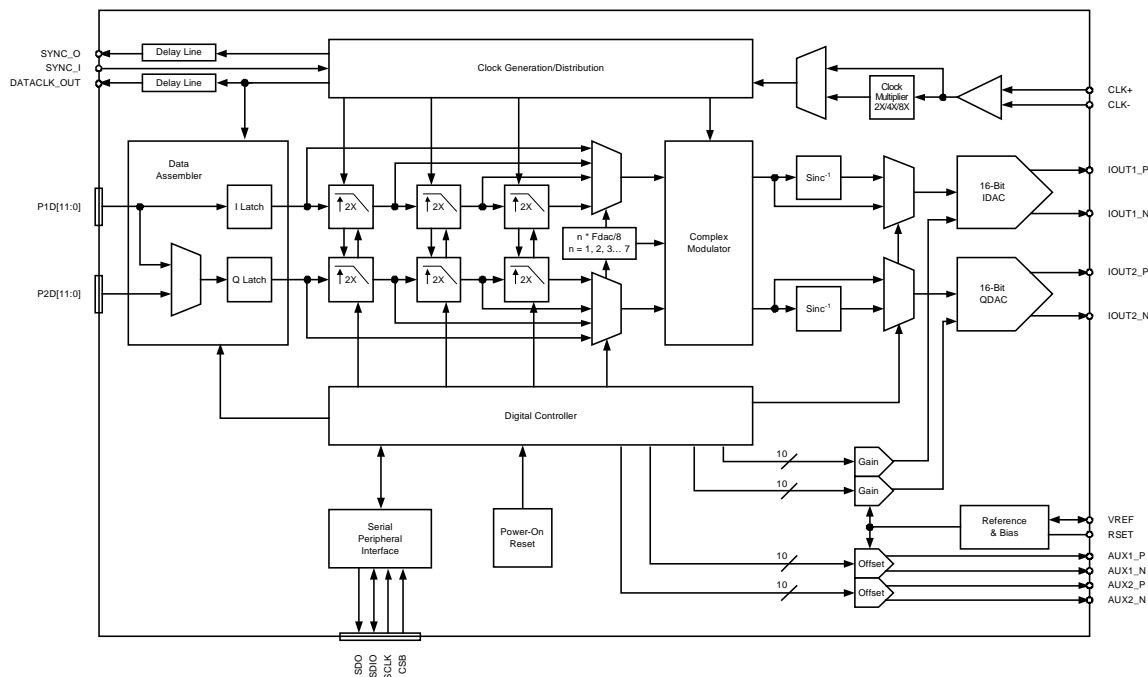 SYNC_O
Delay Line
SYNC_I
DATACLK_OUT
Delay Line
Clock Generation/Distribution
Clock
Multiplier
2X/4X/8X
CLK+
CLK-
Data
Assembler
P1D[11:0]
I Latch
2X
2X
2X
n * Fdac/8
n = 1, 2, 3... 7
Complex
Modulator
Sinc-1
16-Bit
IDAC
IOUT1_P
IOUT1_N
P2D[11:0]
Q Latch
2X
2X
2X
Sinc-1
16-Bit
QDAC
IOUT2_P
IOUT2_N
Digital Controller
10
Gain
10
Gain
Serial
Peripheral
Interface
Power-On
Reset
Reference
& Bias
VREF
RSET
10
Offset
AUX1_P
AUX1_N
10
Offset
AUX2_P
AUX2_N
SDO
SDIO
SCLK
CSB